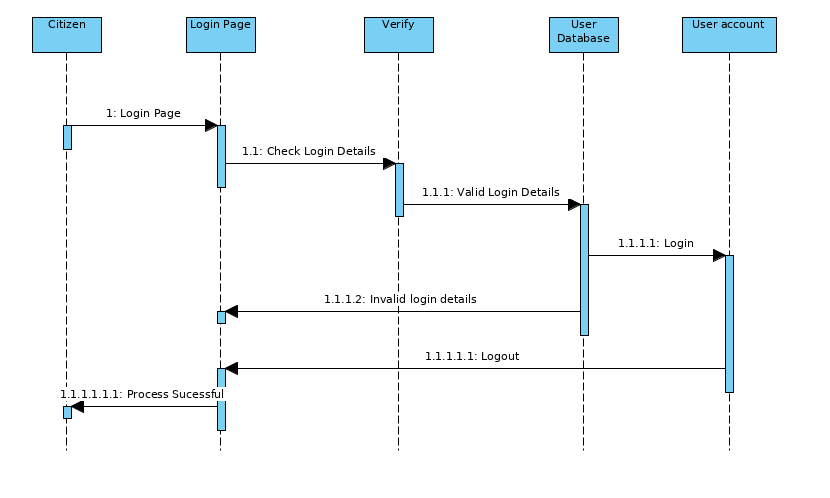 Citizen
Login Page
Verify
User
Database
User account
1: Login Page
1.1: Check Login Details
1.1.1: Valid Login Details
1.1.1.1: Login
1.1.1.2: Invalid login details
1.1.1.1.1: Logout
1.1.1.1.1.1: Process Sucessful